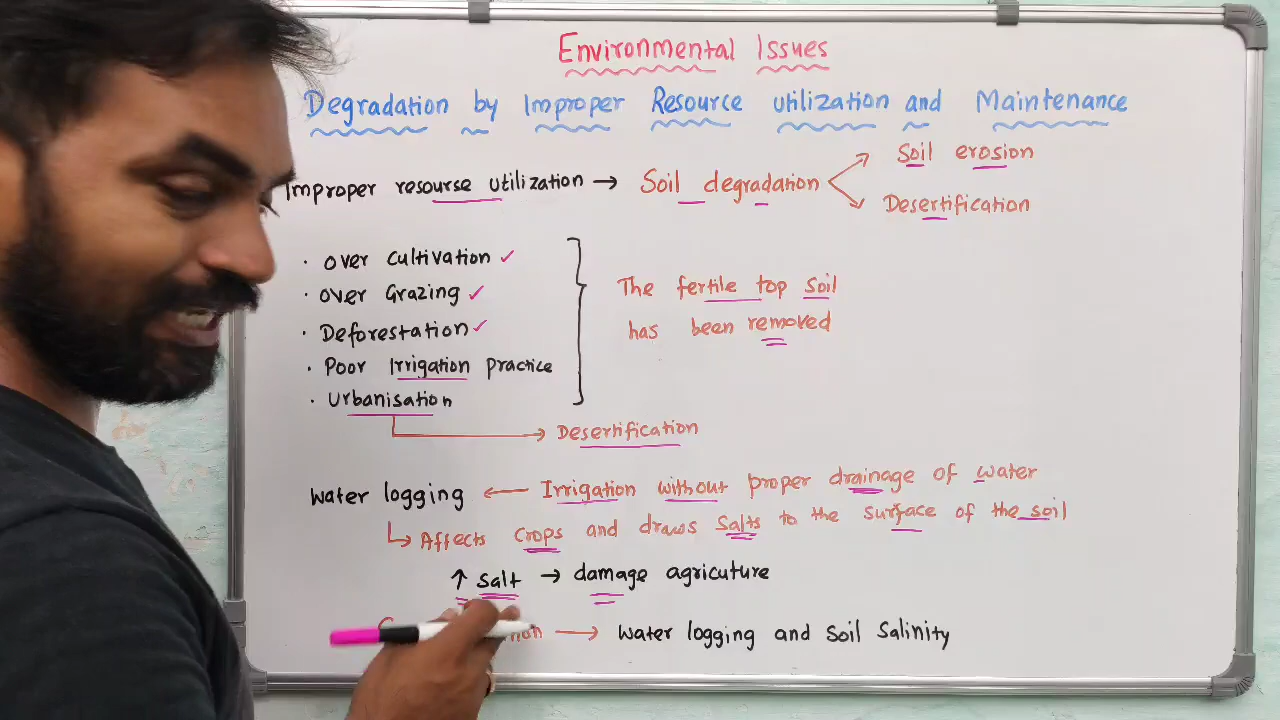 Environmental Issues
Degradation by Improper Resource utilization and Maintenance
Improper resourse utilization → Soil degradation
Soil erosion
Desertification
· over cultivation ✓
· over Grazing ✓
· Deforestation ✓
· Poor Irrigation practice
· Urbanisation
The fertile top soil
has been removed
Desertification
Water logging ← Irrigation without proper drainage of water
Affects crops and draws salts to the surface of the soil
↑ salt → damage agricuture
→ Water logging and Soil Salinity